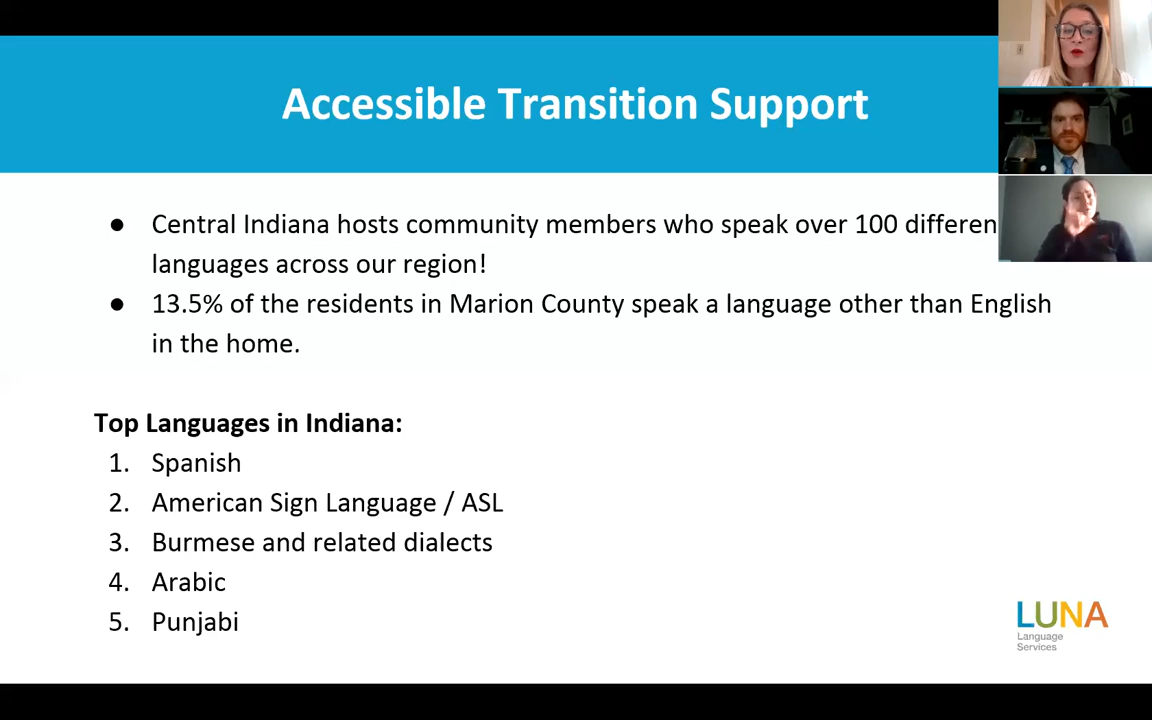 Accessible Transition Support
● Central Indiana hosts community members who speak over 100 differen
languages across our region!
● 13.5% of the residents in Marion County speak a language other than English
in the home.
Top Languages in Indiana:
1. Spanish
2. American Sign Language / ASL
3. Burmese and related dialects
4. Arabic
5. Punjabi
LUNA
Language
Services